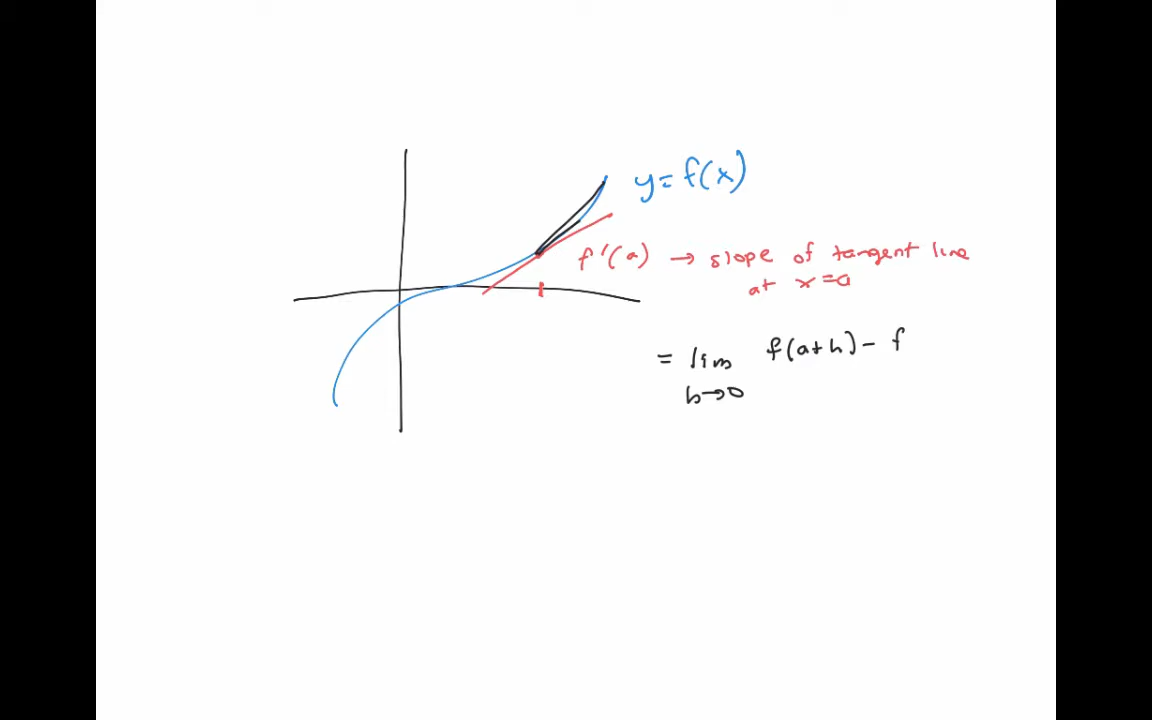 y = f(x)
f'(a) → slope of tangent line
at x = a
= lim f(a+h) - f
h→0